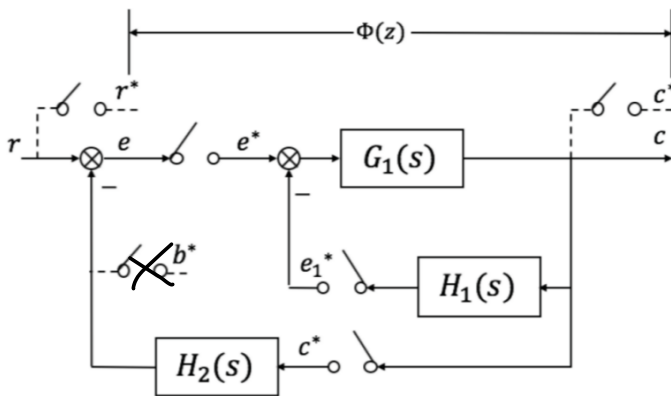 Φ(z)
r*
c*
r
e
e*
G₁(s)
c
b*
e₁*
H₁(s)
c*
H₂(s)